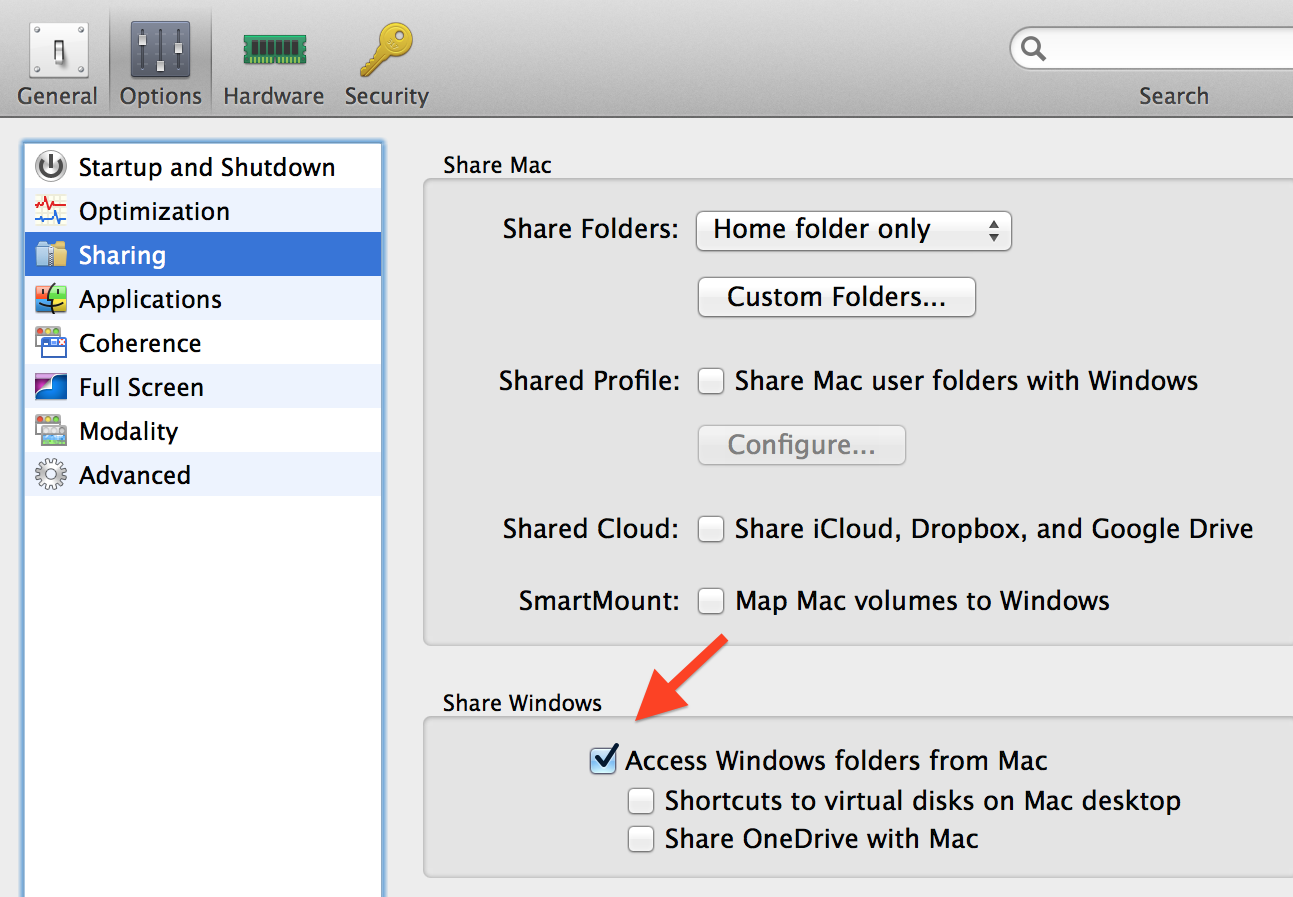 General Options Hardware Security Search
Startup and Shutdown
Optimization
Sharing
Applications
Coherence
Full Screen
Modality
Advanced
Share Mac
Share Folders: Home folder only
Custom Folders...
Shared Profile: Share Mac user folders with Windows
Configure...
Shared Cloud: Share iCloud, Dropbox, and Google Drive
SmartMount: Map Mac volumes to Windows
Share Windows
Access Windows folders from Mac
Shortcuts to virtual disks on Mac desktop
Share OneDrive with Mac